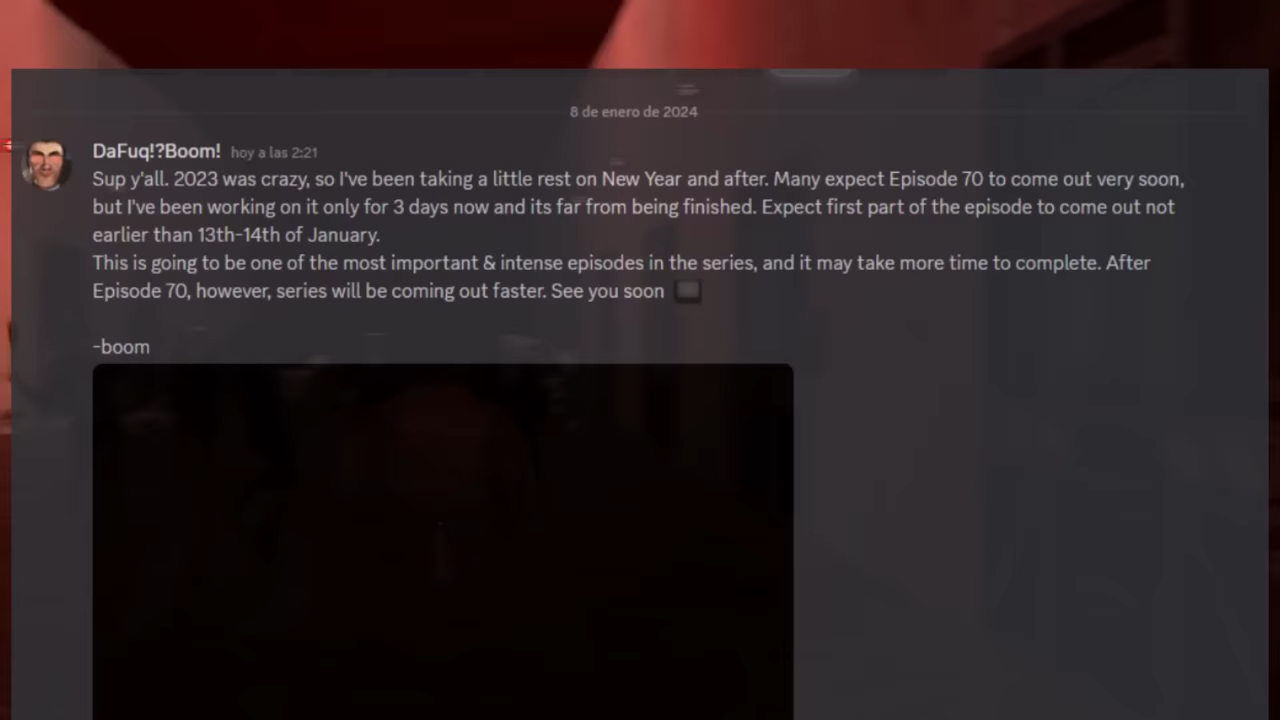 8 de enero de 2024
DaFuq!?Boom! hoy a las 2:21
Sup y'all. 2023 was crazy, so I've been taking a little rest on New Year and after. Many expect Episode 70 to come out very soon,
but I've been working on it only for 3 days now and its far from being finished. Expect first part of the episode to come out not
earlier than 13th-14th of January.
This is going to be one of the most important & intense episodes in the series, and it may take more time to complete. After
Episode 70, however, series will be coming out faster. See you soon
-boom